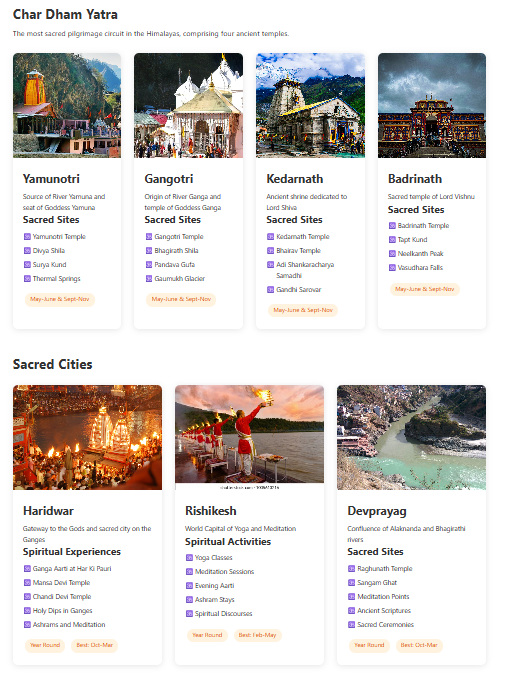 Char Dham Yatra
The most sacred pilgrimage circuit in the Himalayas, comprising four ancient temples.
Yamunotri
Source of River Yamuna and
seat of Goddess Yamuna
Sacred Sites
Yamunotri Temple
Divya Shila
Surya Kund
Thermal Springs
May-June & Sept-Nov
Gangotri
Origin of River Ganga and
temple of Goddess Ganga
Sacred Sites
Gangotri Temple
Bhagirath Shila
Pandava Gufa
Gaumukh Glacier
May-June & Sept-Nov
Kedarnath
Ancient shrine dedicated to
Lord Shiva
Sacred Sites
Kedarnath Temple
Bhairav Temple
Adi Shankaracharya
Samadhi
Gandhi Sarovar
May-June & Sept-Nov
Badrinath
Sacred temple of Lord Vishnu
Sacred Sites
Badrinath Temple
Tapt Kund
Neelkanth Peak
Vasudhara Falls
May-June & Sept-Nov
Sacred Cities
Haridwar
Gateway to the Gods and sacred city on the
Ganges
Spiritual Experiences
Ganga Aarti at Har Ki Pauri
Mansa Devi Temple
Chandi Devi Temple
Holy Dips in Ganges
Ashrams and Meditation
Year Round
Best: Oct-Mar
Rishikesh
World Capital of Yoga and Meditation
Spiritual Activities
Yoga Classes
Meditation Sessions
Evening Aarti
Ashram Stays
Spiritual Discourses
Year Round
Best: Feb-May
Devprayag
Confluence of Alaknanda and Bhagirathi
rivers
Sacred Sites
Raghunath Temple
Sangam Ghat
Meditation Points
Ancient Scriptures
Sacred Ceremonies
Year Round
Best: Oct-Mar